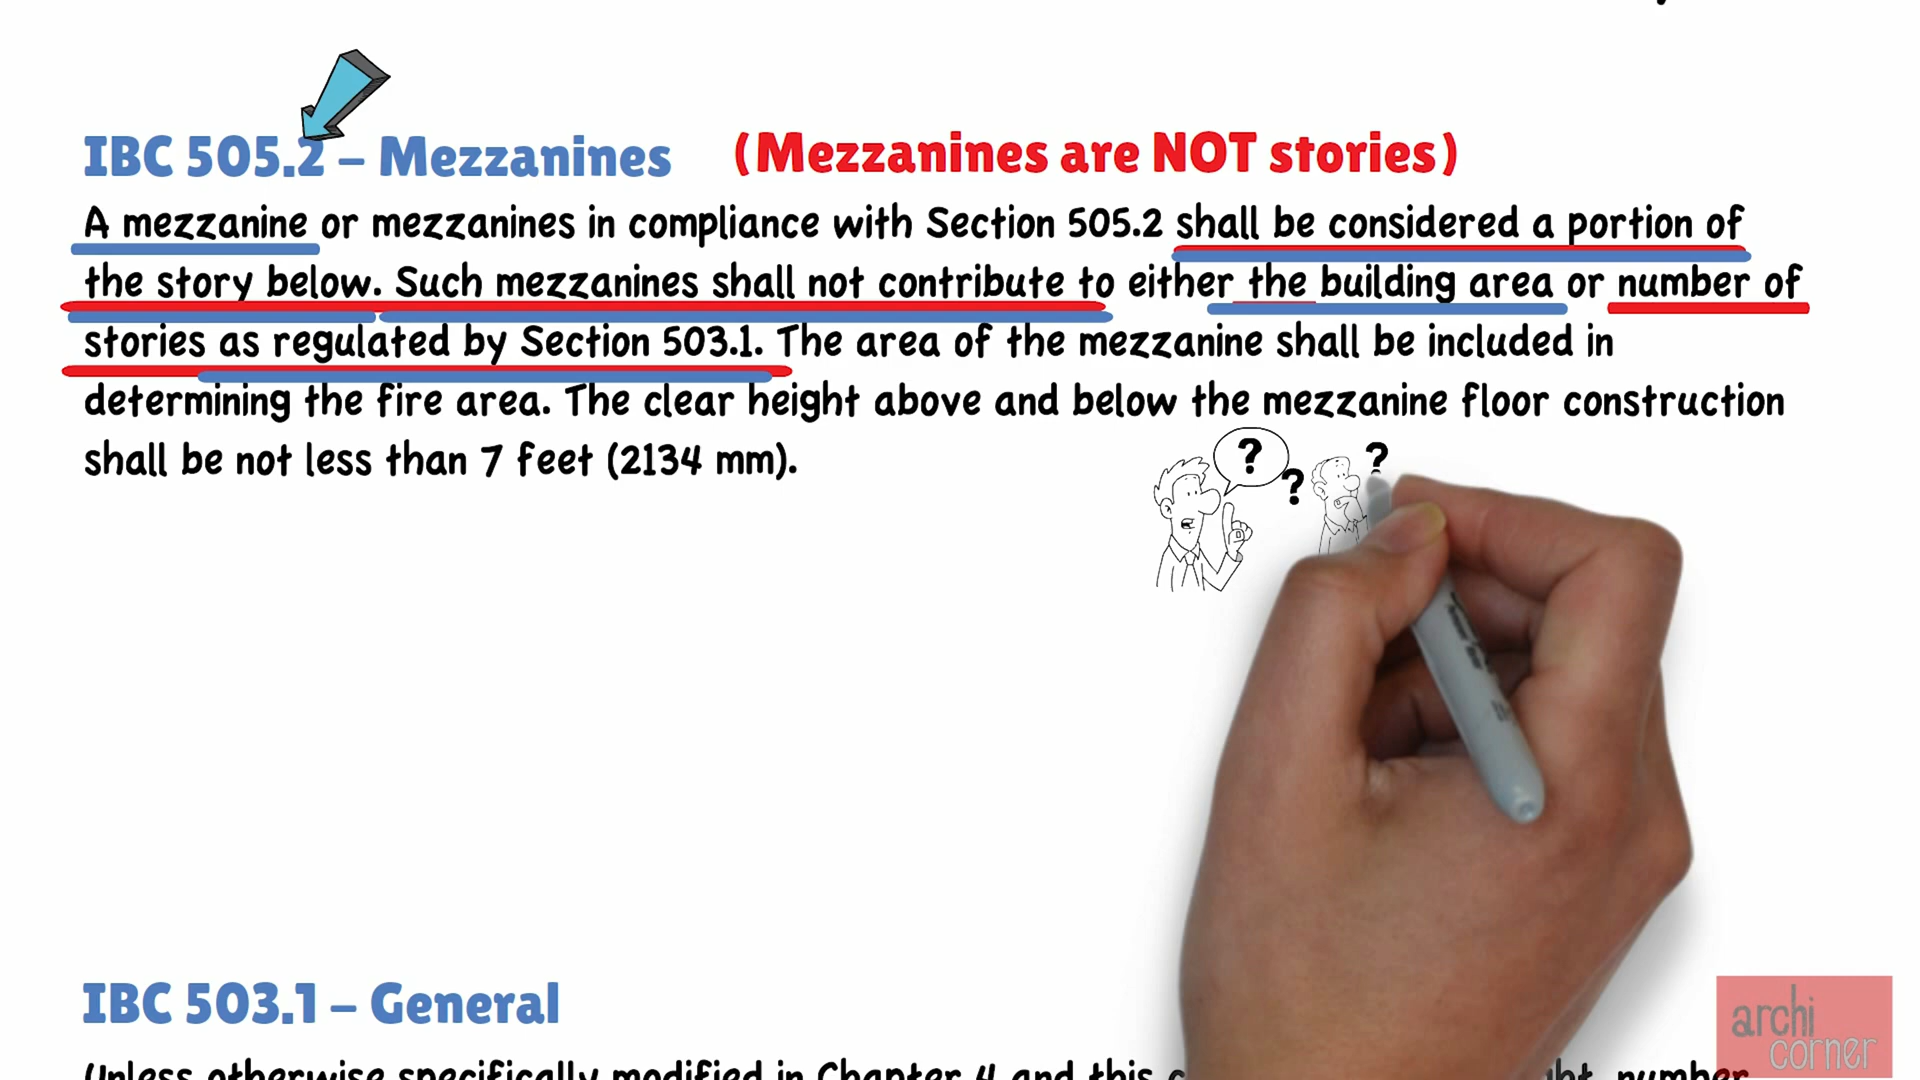 IBC 505.2 – Mezzanines (Mezzanines are NOT stories)
A mezzanine or mezzanines in compliance with Section 505.2 shall be considered a portion of
the story below. Such mezzanines shall not contribute to either the building area or number of
stories as regulated by Section 503.1. The area of the mezzanine shall be included in
determining the fire area. The clear height above and below the mezzanine floor construction
shall be not less than 7 feet (2134 mm).
? ? ?
IBC 503.1 – General
Unless otherwise specifically modified in Chapter 4 and this number
archi
corner